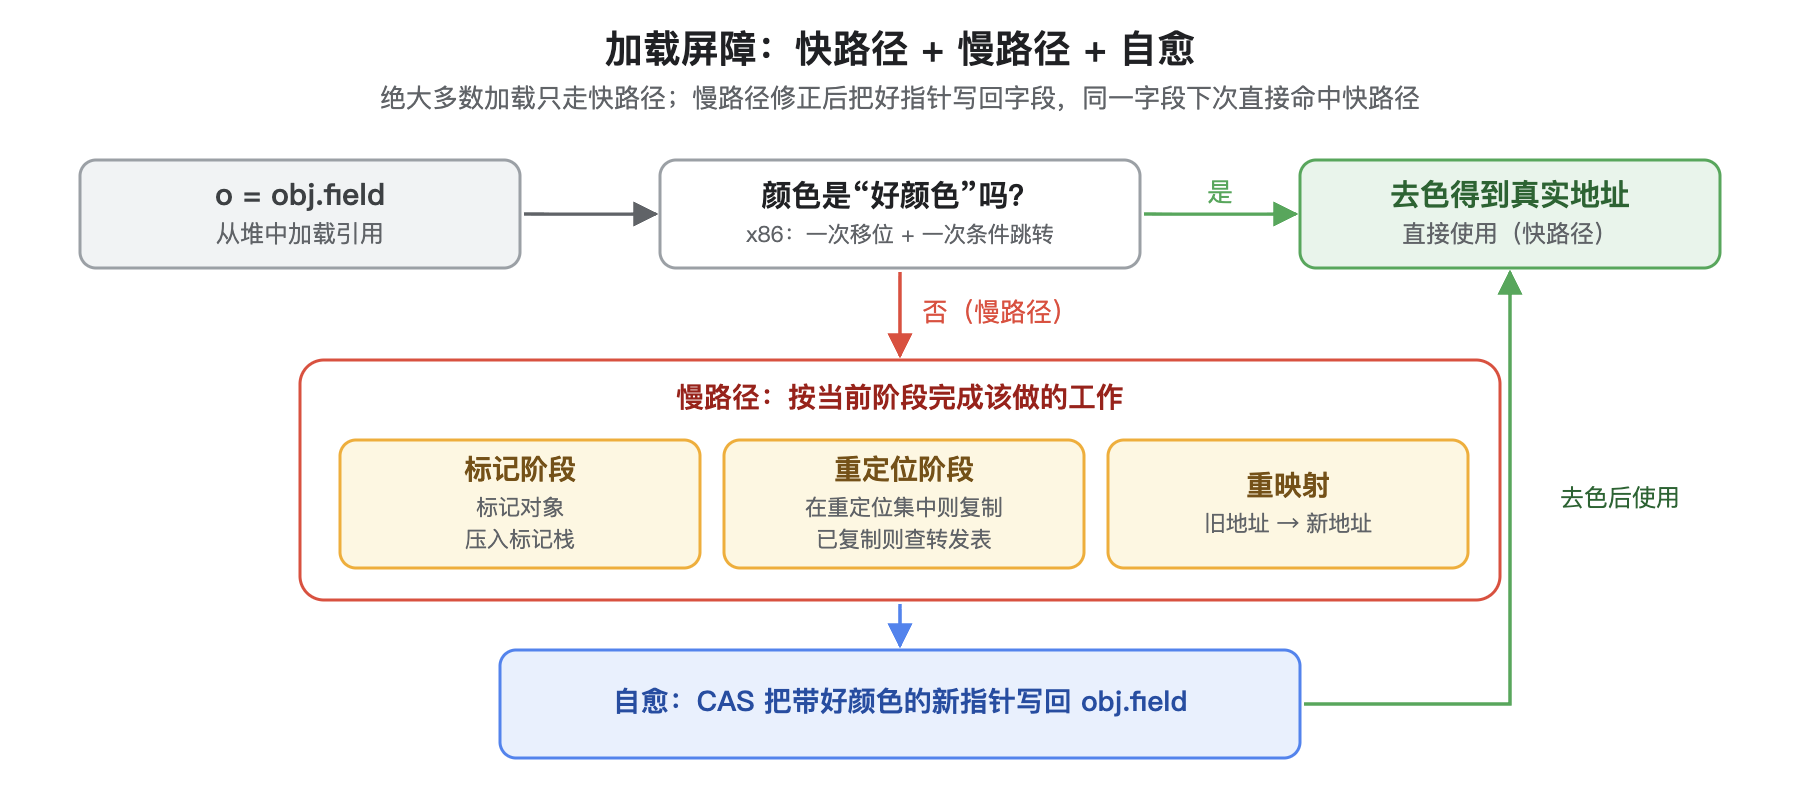 加载屏障：快路径 + 慢路径 + 自愈
绝大多数加载只走快路径；慢路径修正后把好指针写回字段，同一字段下次直接命中快路径
o = obj.field
从堆中加载引用
颜色是“好颜色”吗?
x86：一次移位 + 一次条件跳转
是
去色得到真实地址
直接使用（快路径）
否（慢路径）
慢路径：按当前阶段完成该做的工作
标记阶段
标记对象
压入标记栈
重定位阶段
在重定位集中则复制
已复制则查转发表
重映射
旧地址 → 新地址
去色后使用
自愈：CAS 把带好颜色的新指针写回 obj.field